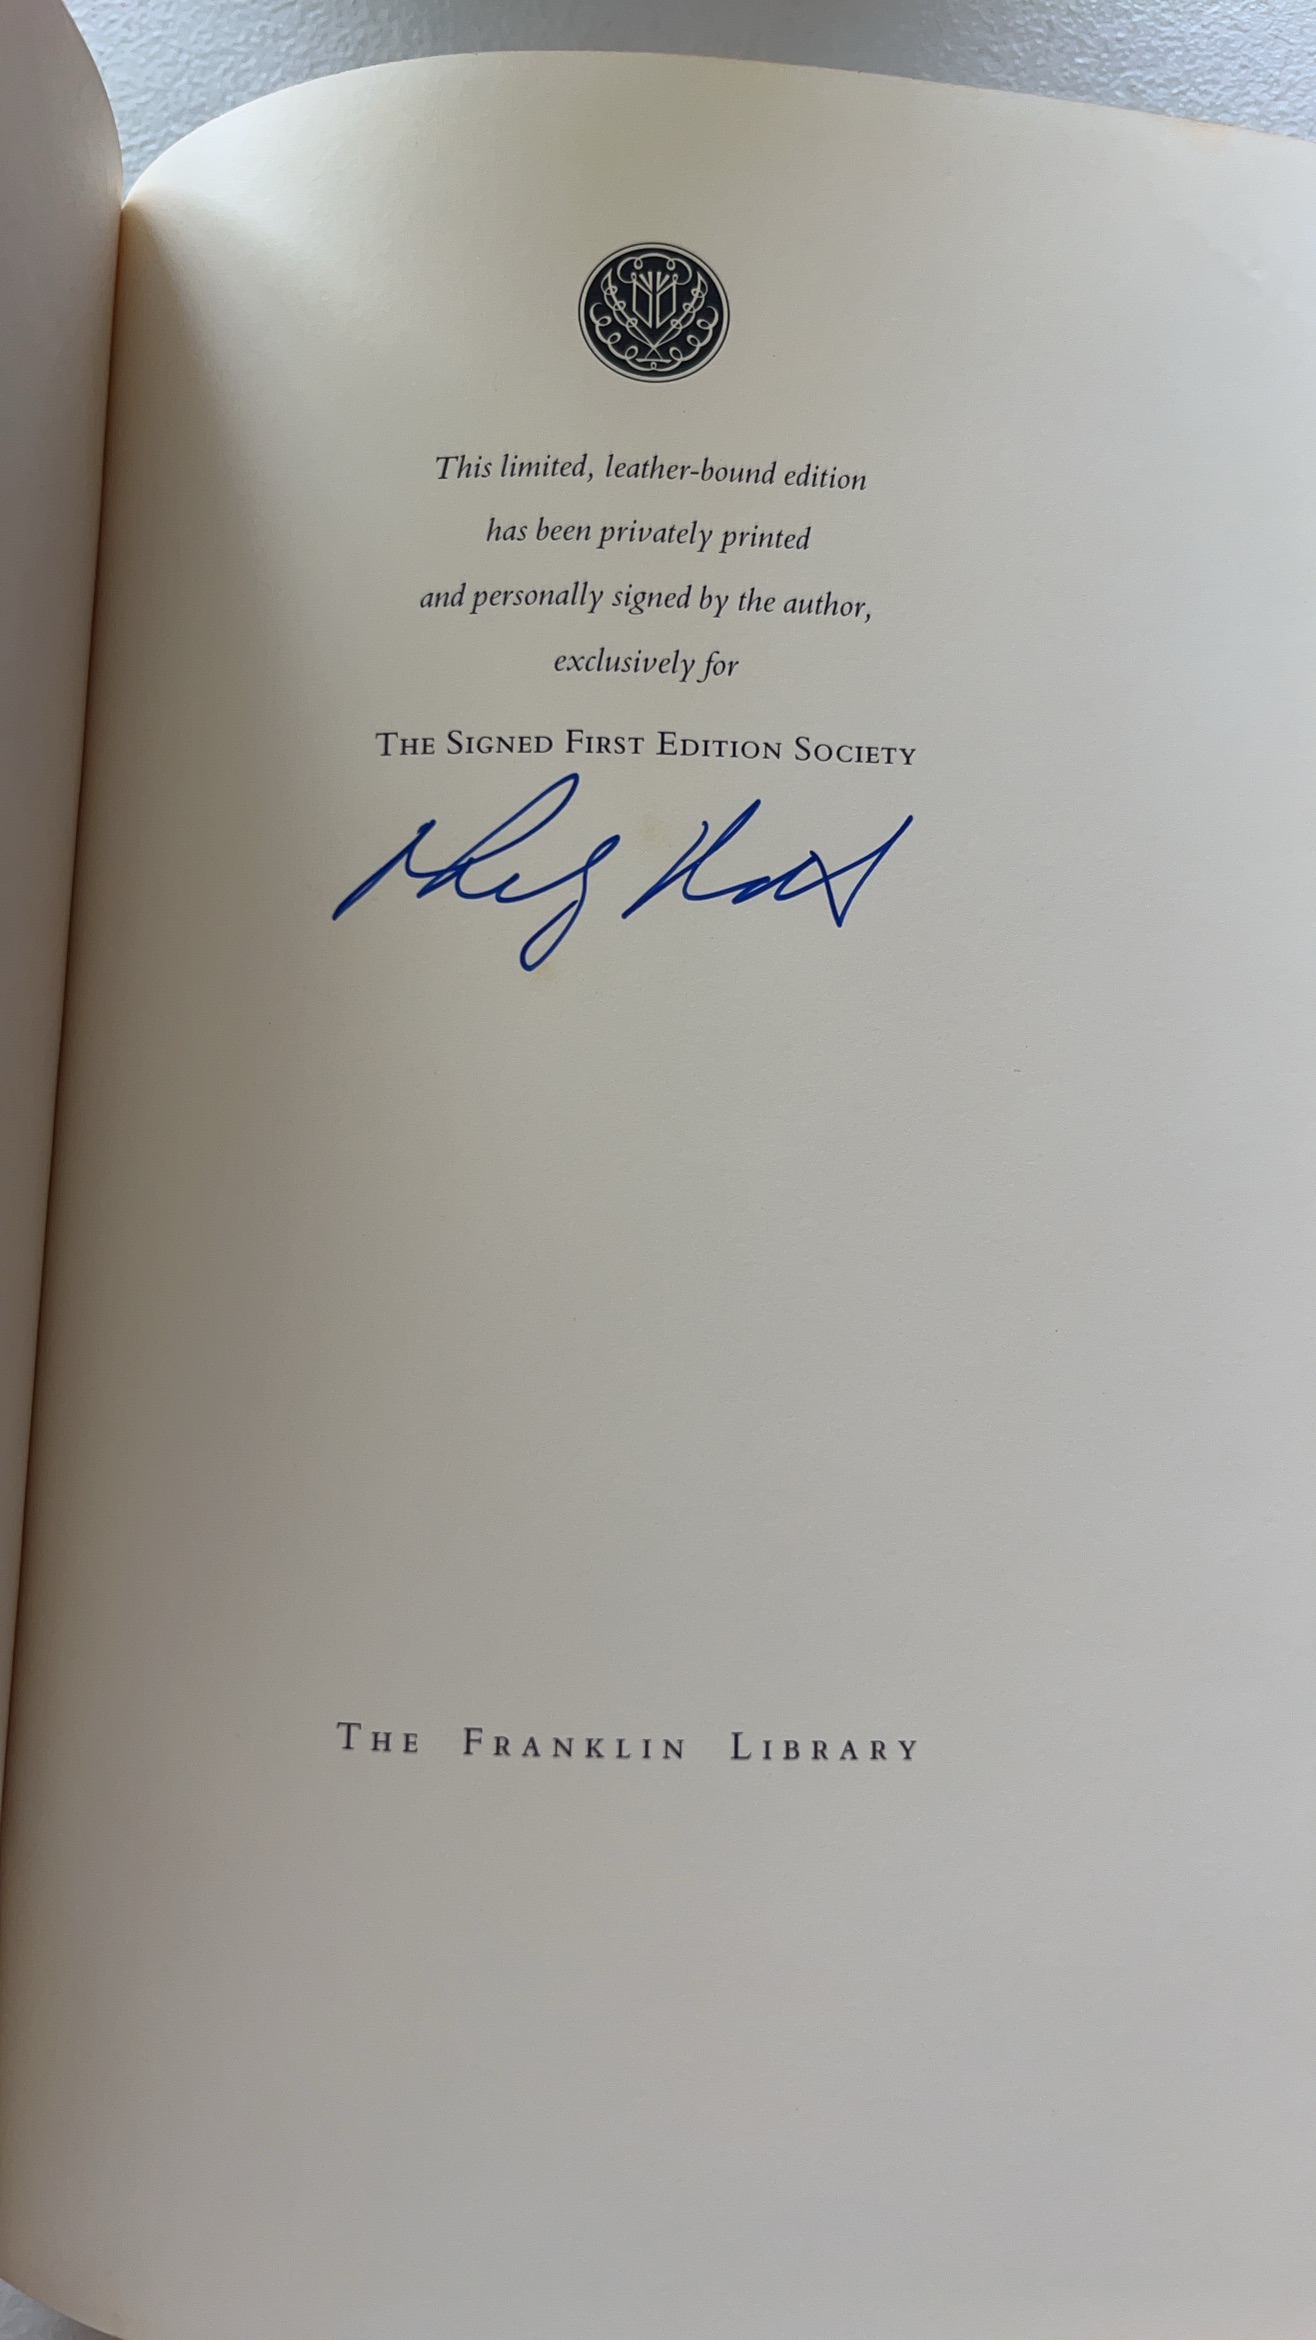 This limited, leather-bound edition
has been privately printed
and personally signed by the author,
exclusively for
THE SIGNED FIRST EDITION SOCIETY
THE FRANKLIN LIBRARY